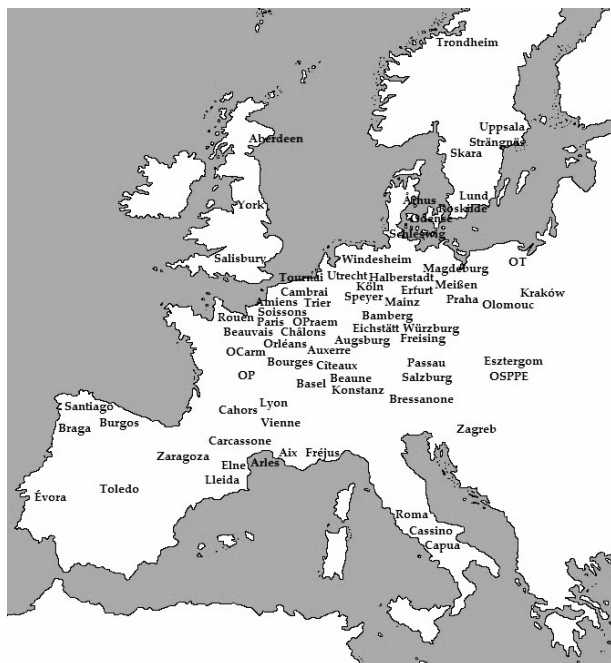 Trondheim
Uppsala
Strängnäs
Skara
Aberdeen
Lund
Århus
Roskilde
Odense
York
Schleswig
Salisbury
Windesheim
OT
Magdeburg
Tournai
Utrecht
Halberstadt
Köln
Meißen
Cambrai
Erfurt
Kraków
Speyer
Mainz
Praha
Amiens
Trier
Olomouc
Soissons
Rouen
Paris
OPraem
Bamberg
Beauvais
Châlons
Eichstätt
Würzburg
Orléans
Augsburg
Freising
OCarm
Auxerre
Bourges
Cîteaux
Passau
Esztergom
OP
Basel
Beaune
Salzburg
OSPPE
Konstanz
Bressanone
Santiago
Cahors
Lyon
Braga
Burgos
Vienne
Zagreb
Carcassone
Zaragoza
Aix
Fréjus
Elne
Arles
Lleida
Évora
Toledo
Roma
Cassino
Capua